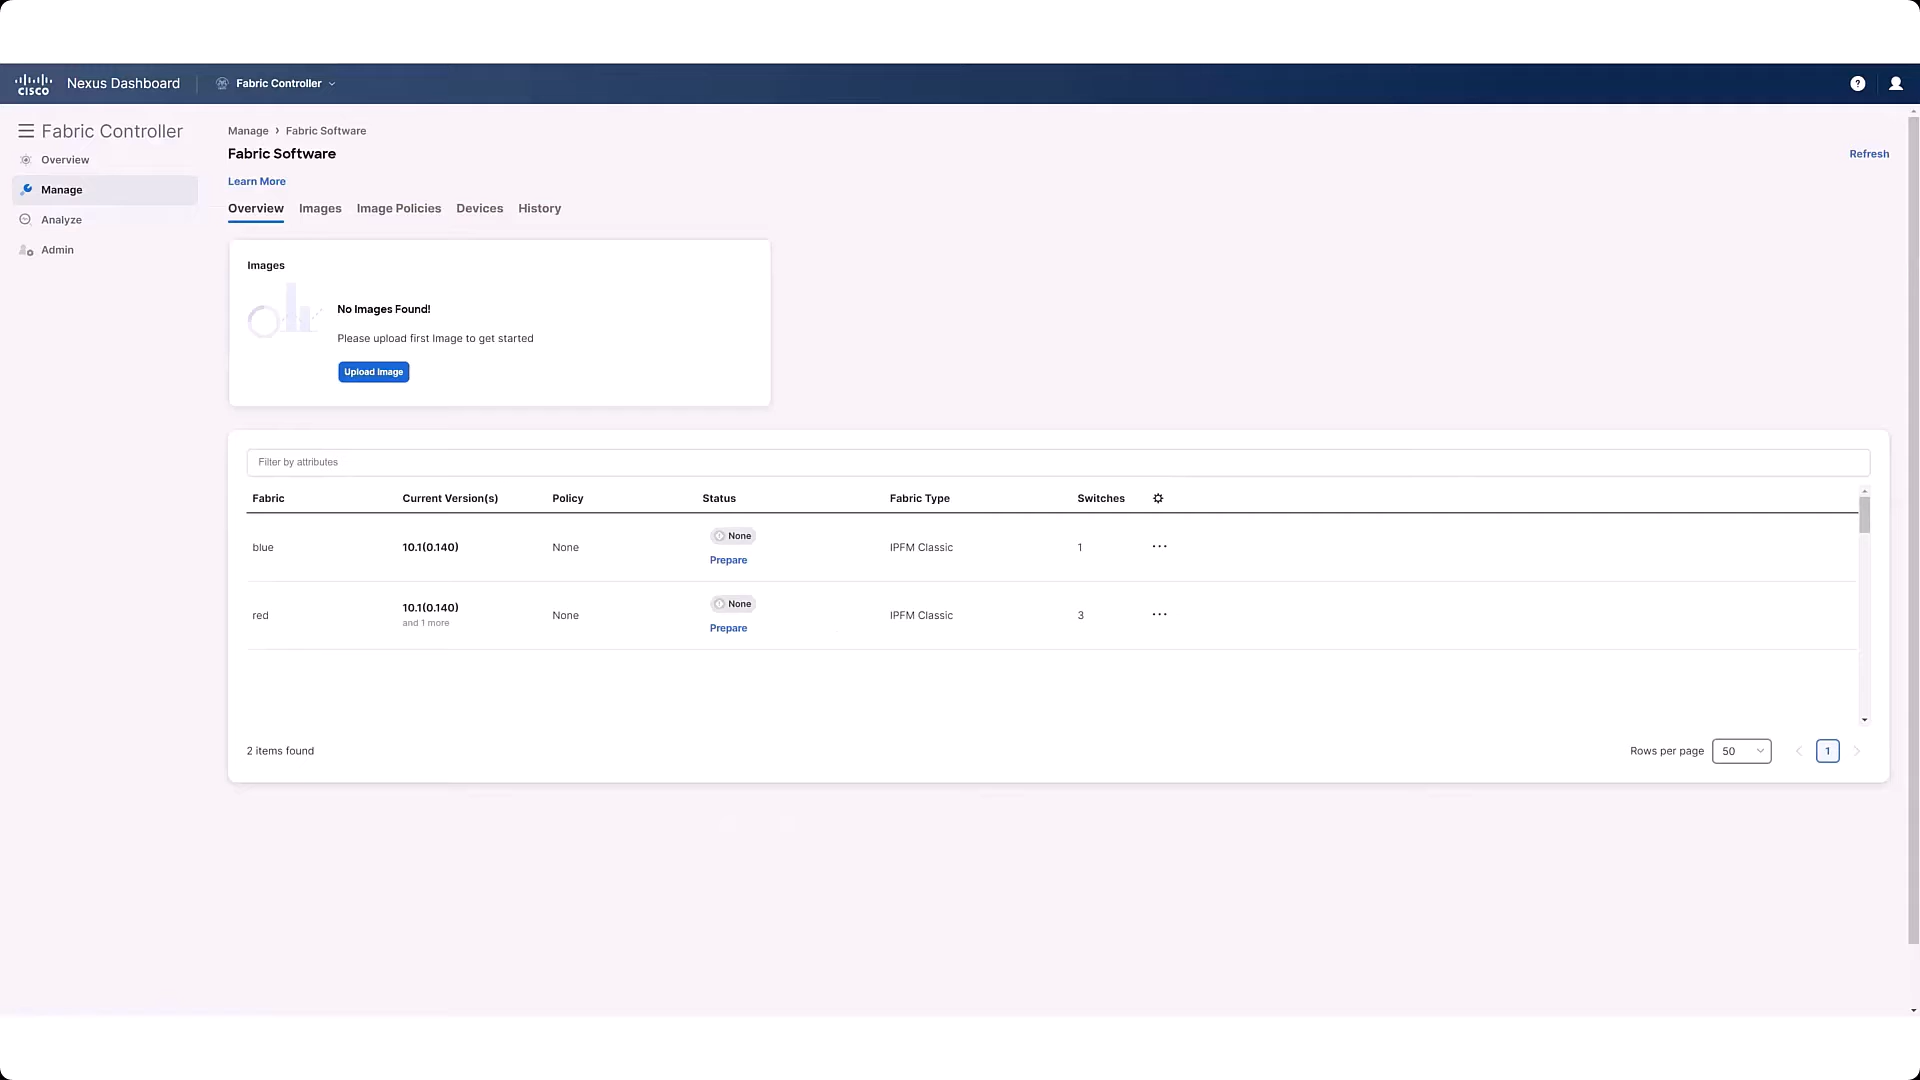 cisco
Nexus Dashboard
Fabric Controller
?
Fabric Controller
Overview
Manage
Analyze
Admin
Manage › Fabric Software
Fabric Software
Refresh
Learn More
Overview Images Image Policies Devices History
Images
No Images Found!
Please upload first Image to get started
Upload Image
Filter by attributes
Fabric Current Version(s) Policy Status Fabric Type Switches
blue 10.1(0.140) None None IPFM Classic 1 ...
Prepare
red 10.1(0.140) None None IPFM Classic 3 ...
and 1 more
Prepare
2 items found
Rows per page 50 1